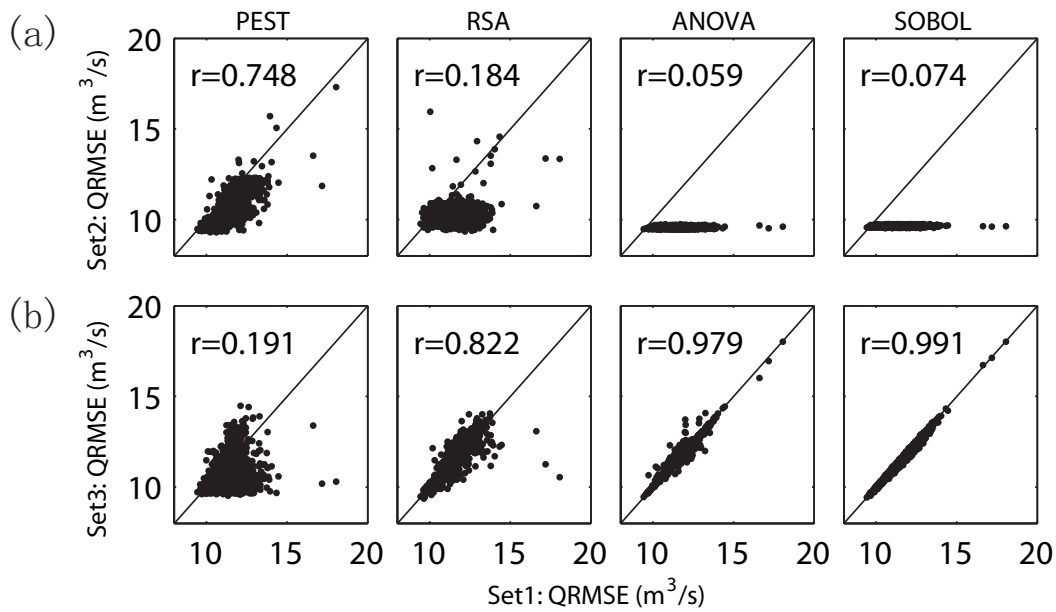 PEST RSA ANOVA SOBOL
(a)
Set2: QRMSE (m³/s)
20
15
10
r=0.748 r=0.184 r=0.059 r=0.074
(b)
Set3: QRMSE (m³/s)
20
15
10
r=0.191 r=0.822 r=0.979 r=0.991
10 15 20 10 15 20 10 15 20 10 15 20
Set1: QRMSE (m³/s)